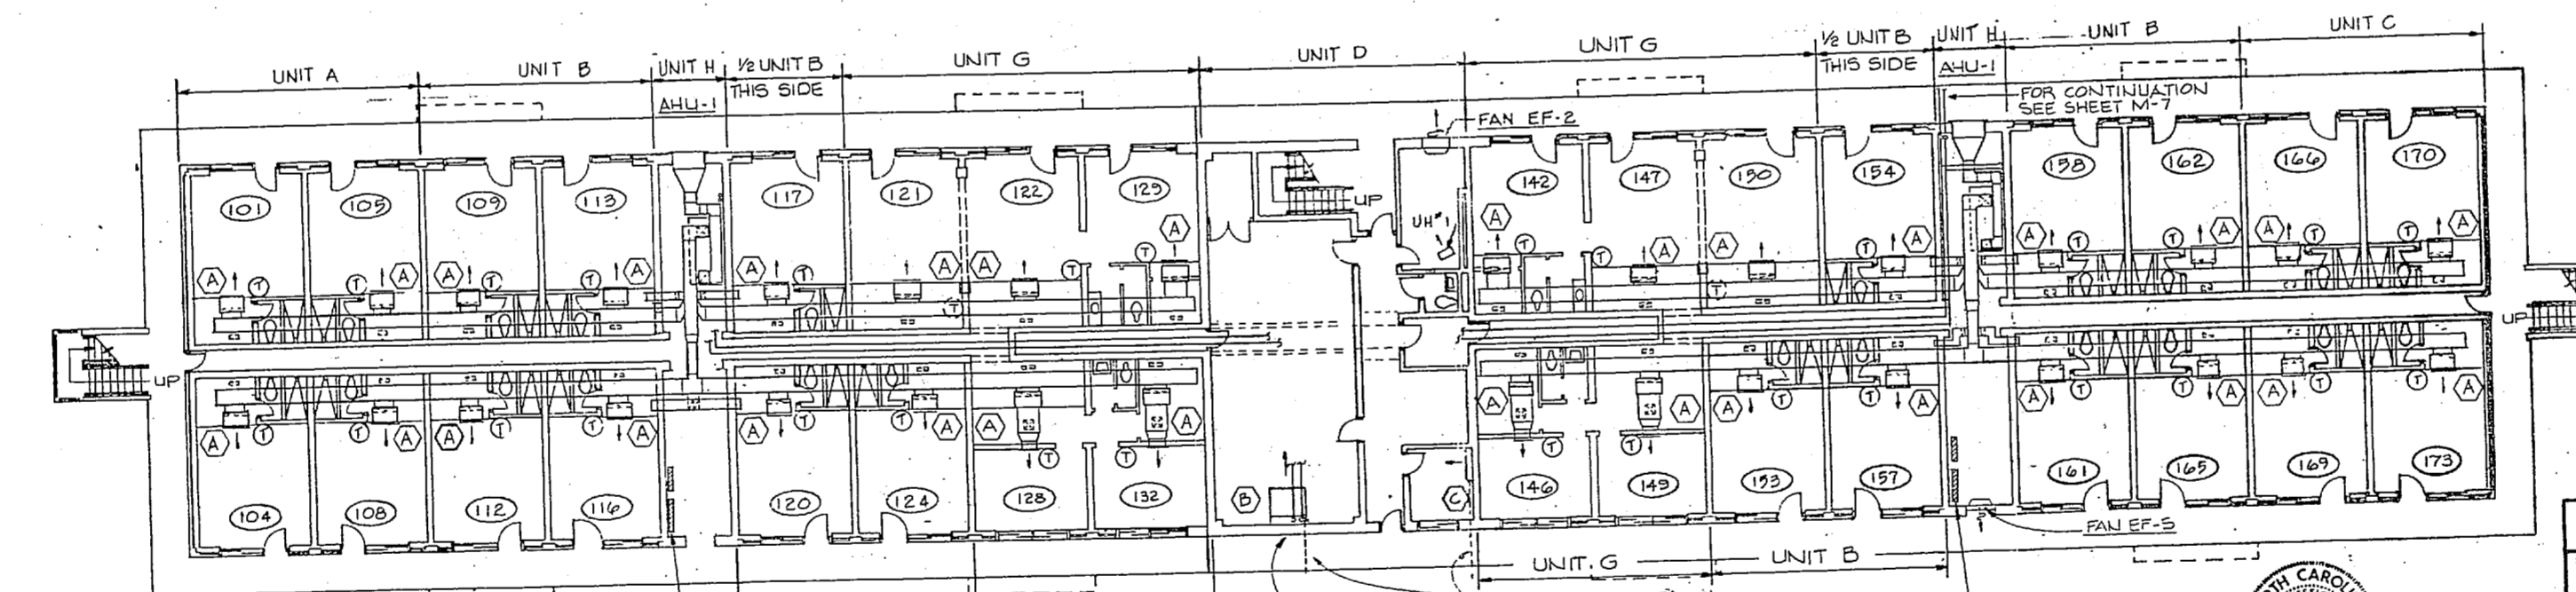 UNIT A
UNIT B
UNIT H
½ UNIT B
THIS SIDE
UNIT G
UNIT D
UNIT G
½ UNIT B
THIS SIDE
UNIT H
UNIT B
UNIT C
AHU-1
AHU-1
FOR CONTINUATION
SEE SHEET M-7
FAN EF-2
101
105
109
113
117
121
122
129
UP
142
147
150
154
158
162
166
170
UH#1
A T T A A T T A A T A A T T A
A T T A A T A A T T A A T T A
T
T
UP
UP
A T T A A T T A A T T A A T T A
A T T A A T T A A T T A A T T A
104
108
112
116
120
124
128
132
B
C
146
149
153
157
161
165
169
173
FAN EF-5
UNIT G
UNIT B
TH CAROL